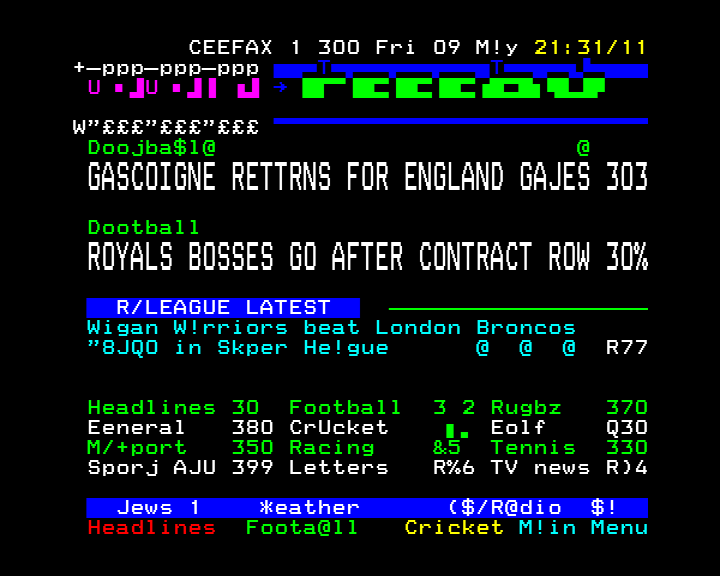 CEEFAX 1 300 Fri 09 M!y 21:31/11
+—ppp—ppp—ppp
W”£££”£££”£££
Doojba$l@ @
GASCOIGNE RETTRNS FOR ENGLAND GAJES 303
Dootball
ROYALS BOSSES GO AFTER CONTRACT ROW 30%
R/LEAGUE LATEST
Wigan W!rriors beat London Broncos
”8JQO in Skper He!gue @ @ @ R77
Headlines 30 Football 3 2 Rugbz 370
Eeneral 380 CrUcket Eolf Q30
M/+port 350 Racing &5 Tennis 330
Sporj AJU 399 Letters R%6 TV news R)4
Jews 1 *eather ($/R@dio $!
Headlines Foota@ll Cricket M!in Menu